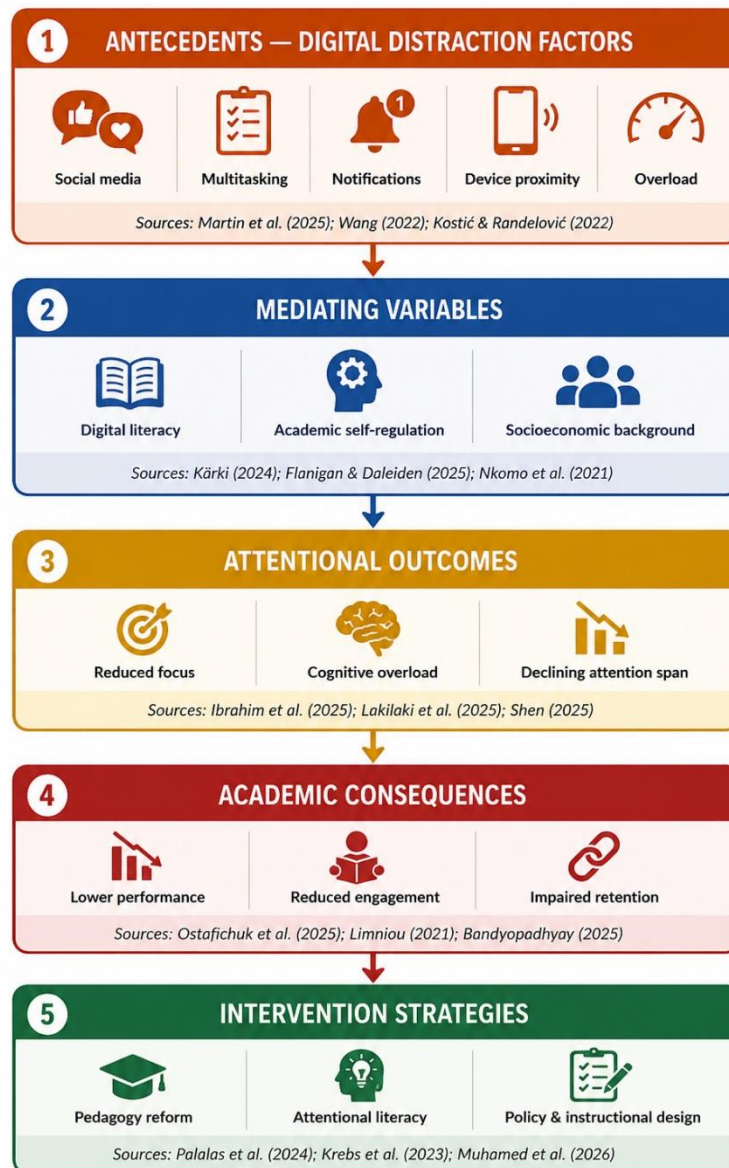 1 ANTECEDENTS — DIGITAL DISTRACTION FACTORS
1
Social media Multitasking Notifications Device proximity Overload
Sources: Martin et al. (2025); Wang (2022); Kostić & Randelović (2022)
2 MEDIATING VARIABLES
Digital literacy Academic self-regulation Socioeconomic background
Sources: Kärki (2024); Flanigan & Daleiden (2025); Nkomo et al. (2021)
3 ATTENTIONAL OUTCOMES
Reduced focus Cognitive overload Declining attention span
Sources: Ibrahim et al. (2025); Lakilaki et al. (2025); Shen (2025)
4 ACADEMIC CONSEQUENCES
Lower performance Reduced engagement Impaired retention
Sources: Ostafichuk et al. (2025); Limniou (2021); Bandyopadhyay (2025)
5 INTERVENTION STRATEGIES
Pedagogy reform Attentional literacy Policy & instructional design
Sources: Palalas et al. (2024); Krebs et al. (2023); Muhamed et al. (2026)